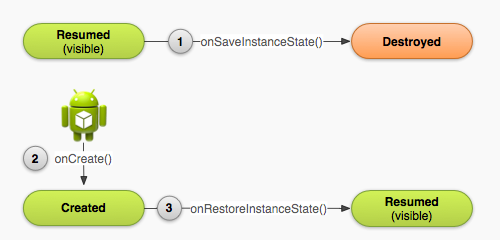 Resumed
(visible)
1
onSaveInstanceState()
Destroyed
2
onCreate()
Created
3
onRestoreInstanceState()
Resumed
(visible)